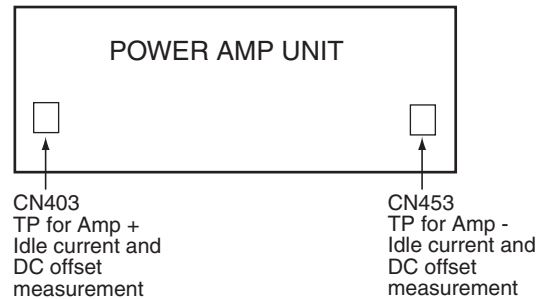 POWER AMP UNIT
CN403
TP for Amp +
Idle current and
DC offset
measurement
CN453
TP for Amp -
Idle current and
DC offset
measurement